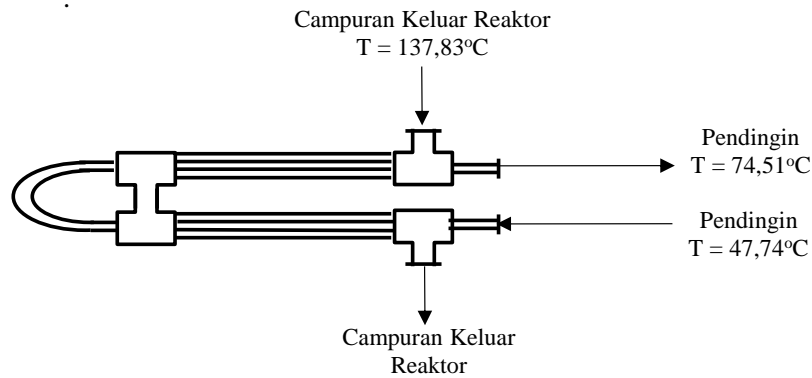 Campuran Keluar Reaktor
T = 137,83°C
Pendingin
T = 74,51°C
Pendingin
T = 47,74°C
Campuran Keluar
Reaktor